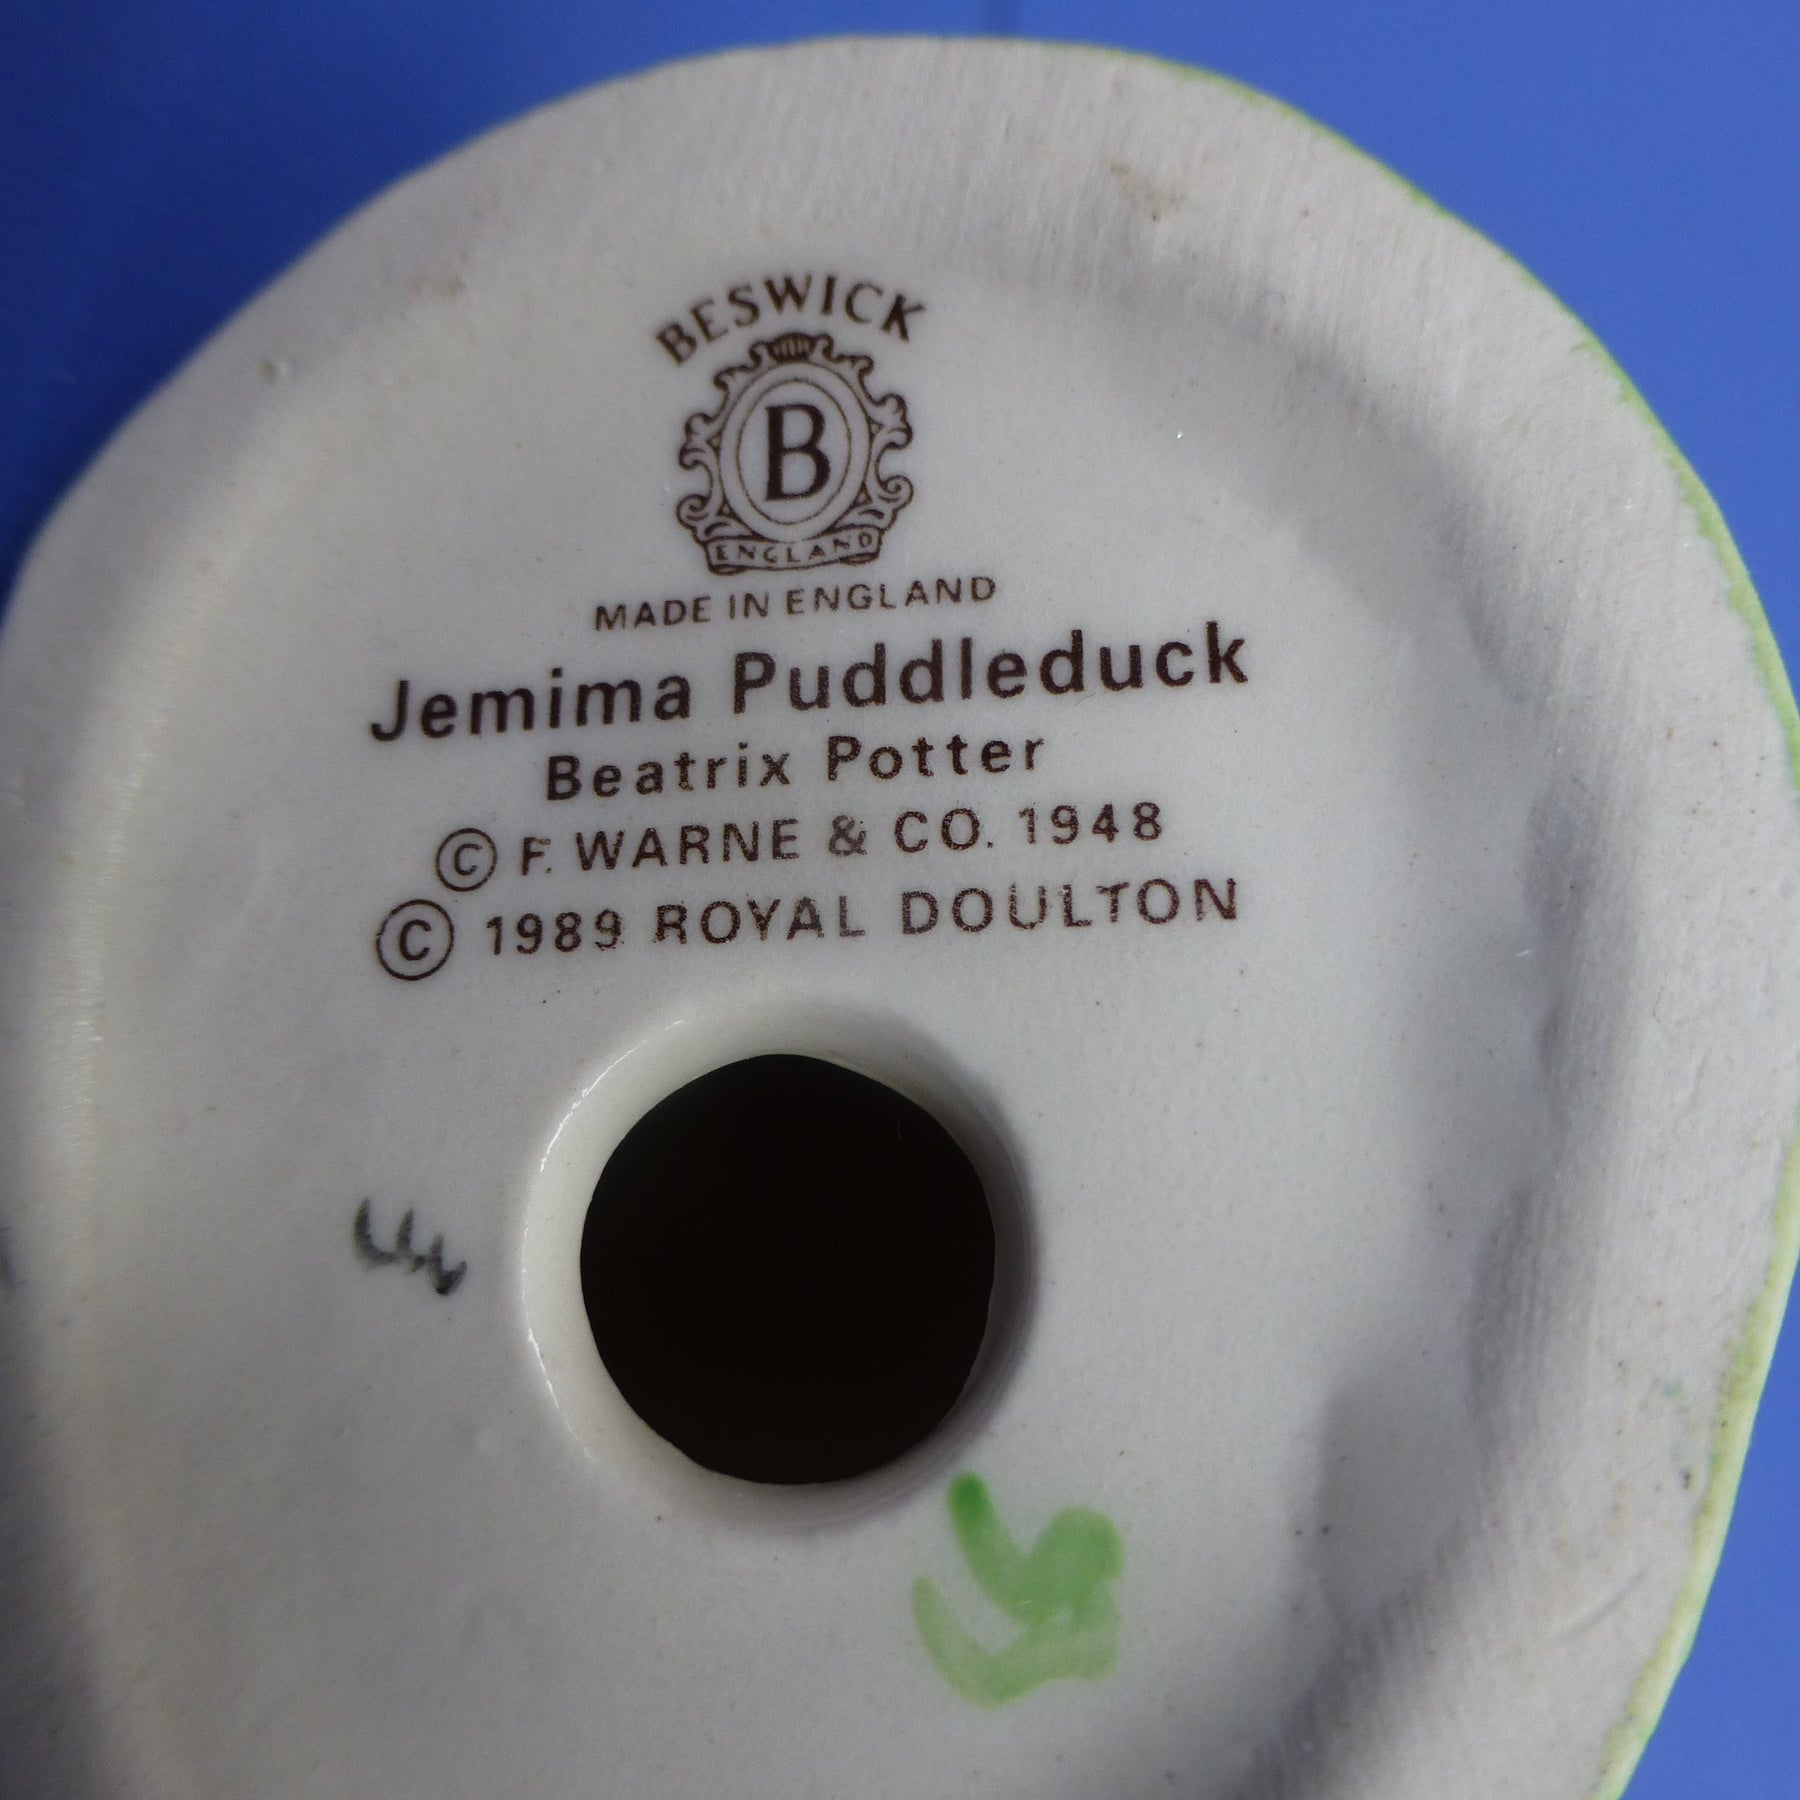 BESWICK
B
ENGLAND
MADE IN ENGLAND
Jemima Puddleduck
Beatrix Potter
© F. WARNE & CO. 1948
© 1989 ROYAL DOULTON